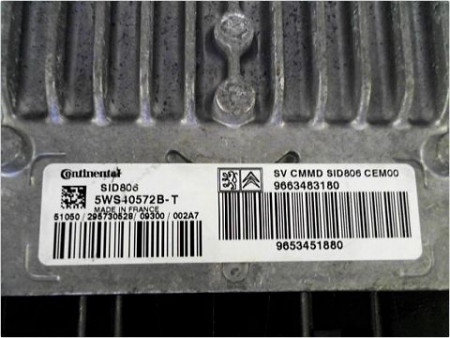 Continental
SID806
5WS40572B-T
MADE IN FRANCE
51050 / 295730528 / 09300 / 002A7
SV CMMD SID806 CEM00
9663483180
9653451880